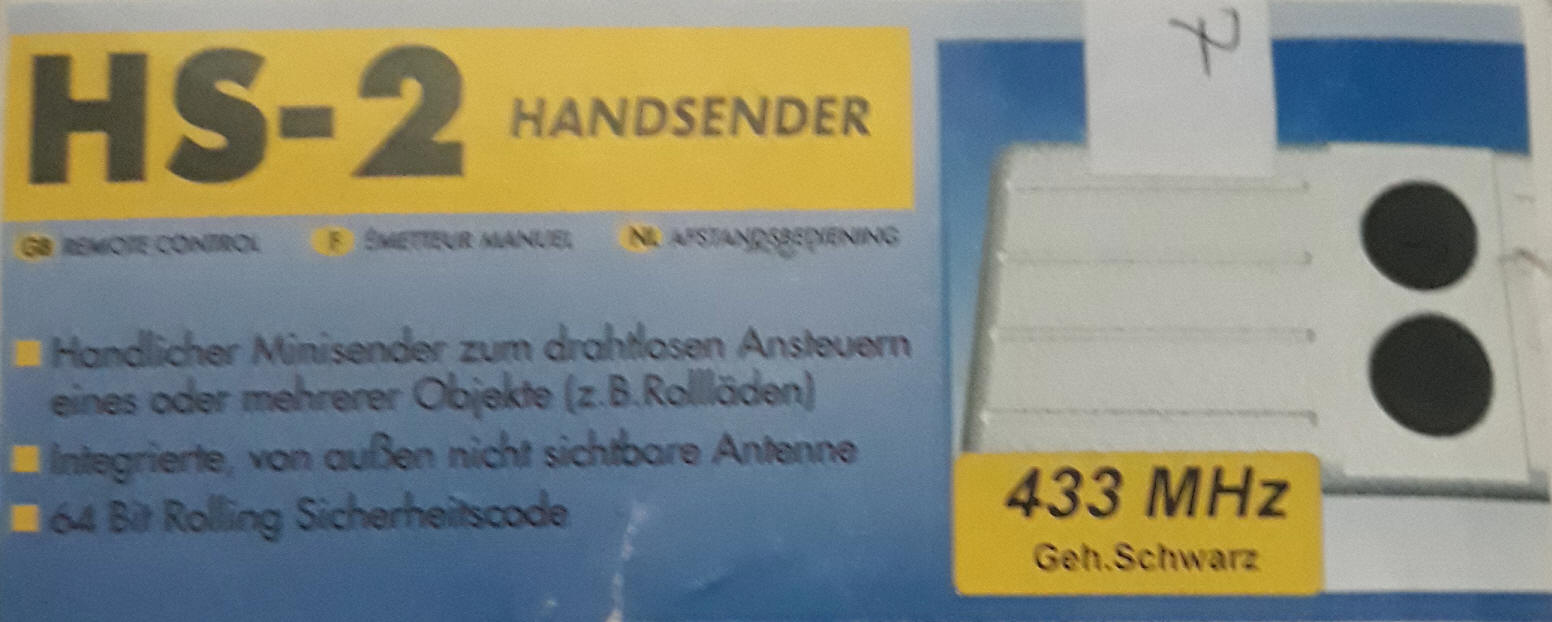 HS-2 HANDSENDER
GB REMOTE CONTROL F ÉMETTEUR MANUEL NL AFSTANDSBEDIENING
Handlicher Minisender zum drahtlosen Ansteuern
eines oder mehrerer Objekte (z.B.Rollläden)
Integrierte, von außen nicht sichtbare Antenne
64 Bit Rolling Sicherheitscode
7
433 MHz
Geh.Schwarz